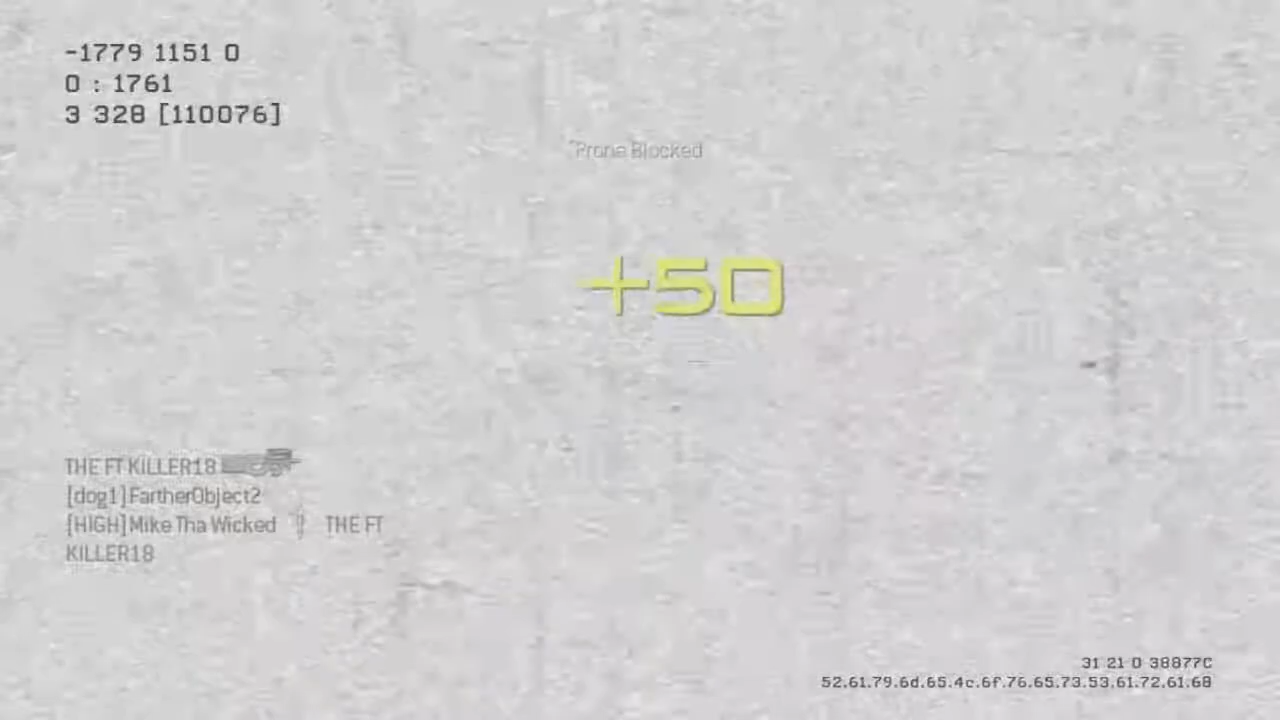 -1779 1151 0
0 : 1761
3 328 [110076]
Prone Blocked
+50
THE FT KILLER18
[dog1]FartherObject2
[HIGH]Mike Tha Wicked THE FT
KILLER18
31 21 0 38877C
52.61.79.6d.65.4c.6f.76.65.73.53.61.72.61.68